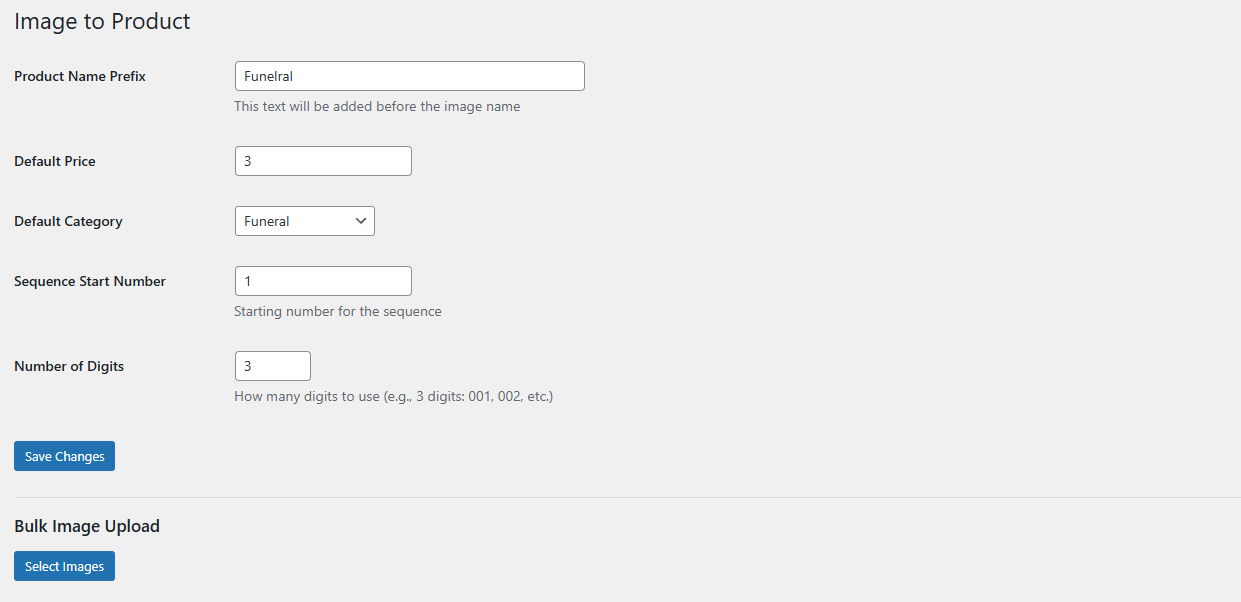 Image to Product
Product Name Prefix
Funelral
This text will be added before the image name
Default Price
3
Default Category
Funeral
Sequence Start Number
1
Starting number for the sequence
Number of Digits
3
How many digits to use (e.g., 3 digits: 001, 002, etc.)
Save Changes
Bulk Image Upload
Select Images